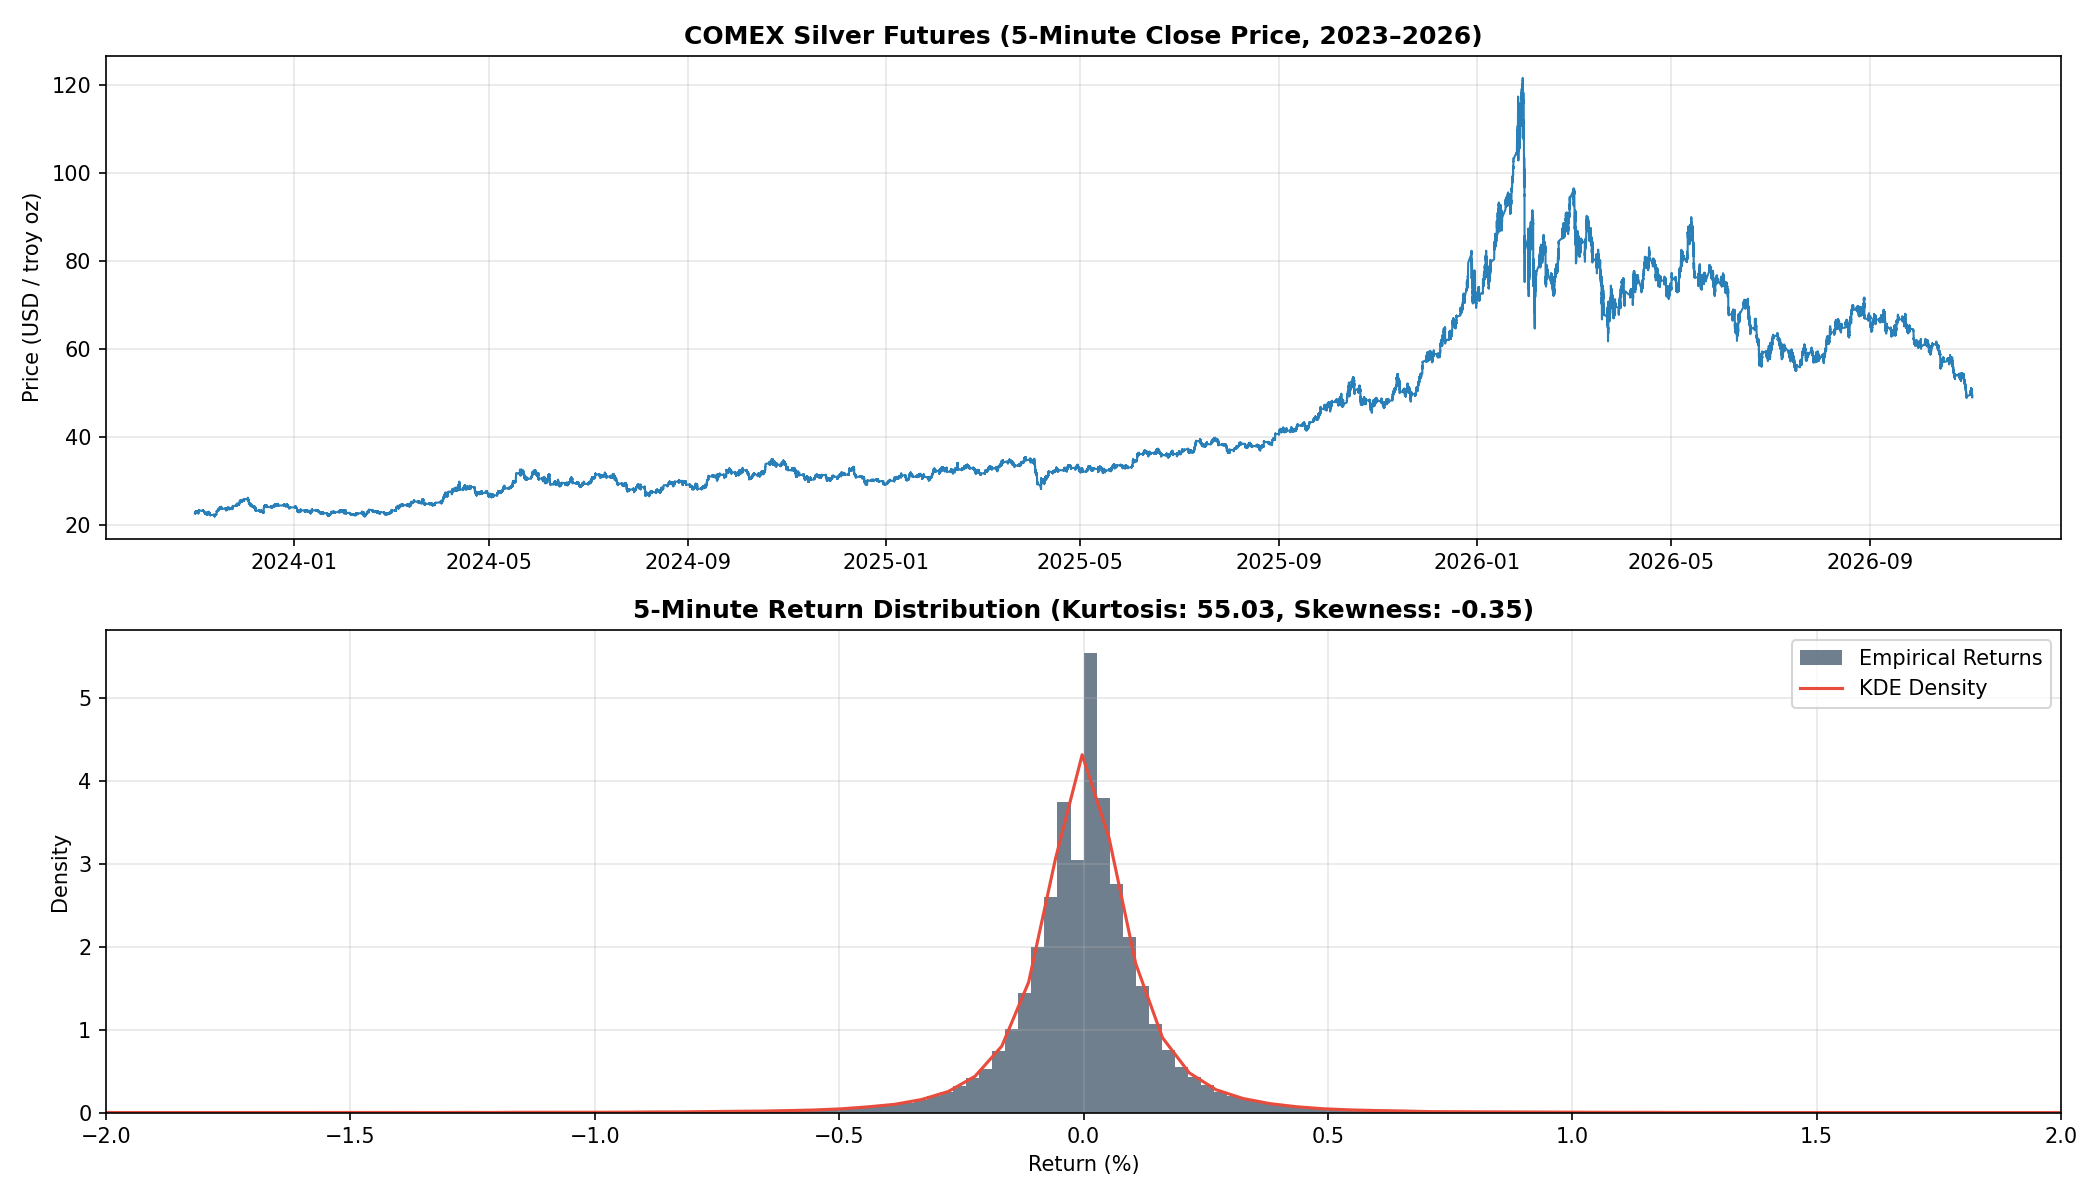 COMEX Silver Futures (5-Minute Close Price, 2023–2026)
Price (USD / troy oz)
120
100
80
60
40
20
2024-01 2024-05 2024-09 2025-01 2025-05 2025-09 2026-01 2026-05 2026-09
5-Minute Return Distribution (Kurtosis: 55.03, Skewness: -0.35)
Empirical Returns
KDE Density
Density
5
4
3
2
1
0
−2.0 −1.5 −1.0 −0.5 0.0 0.5 1.0 1.5 2.0
Return (%)